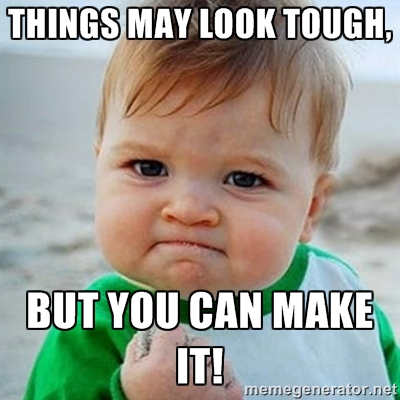 THINGS MAY LOOK TOUGH,
BUT YOU CAN MAKE
IT!
memegenerator.net